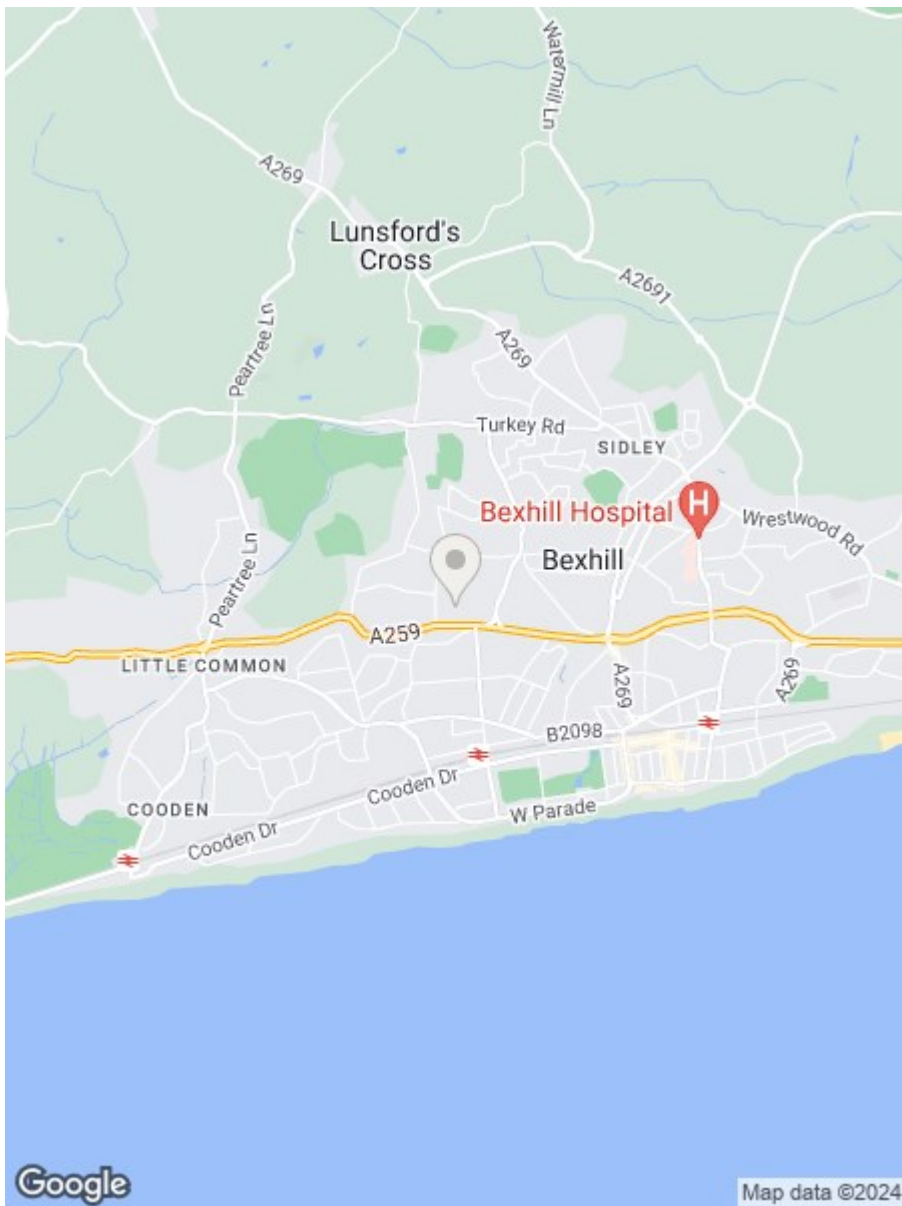 Watermill Ln
A269
Lunsford's
Cross
A2691
Peartree Ln
A269
Turkey Rd
SIDLEY
H
Bexhill Hospital
Wrestwood Rd
Bexhill
Peartree Ln
A259
LITTLE COMMON
A269
A269
B2098
Cooden Dr
COODEN
W Parade
Cooden Dr
Google
Map data ©2024